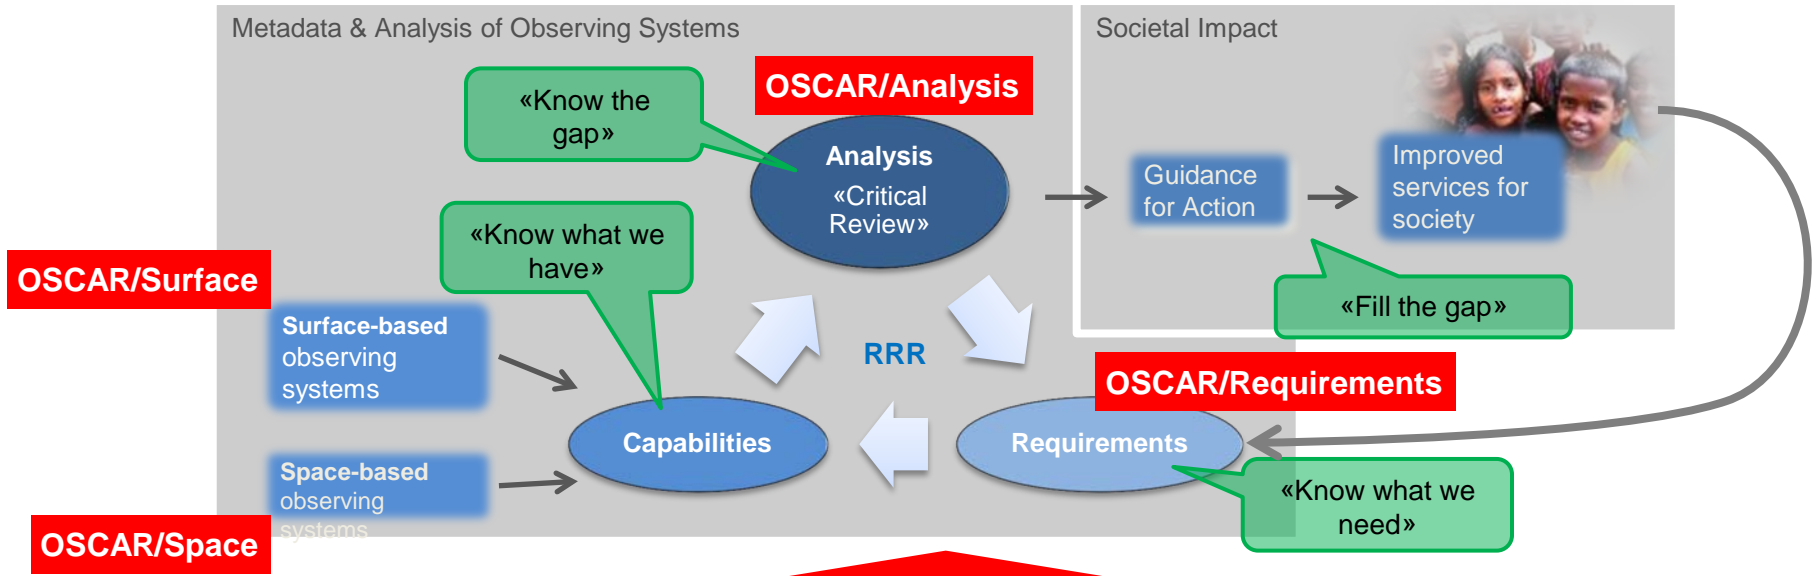 Metadata & Analysis of Observing Systems
Societal Impact
OSCAR/Analysis
«Know the
gap»
Analysis
«Critical
Review»
Guidance
for Action
Improved
services for
society
«Know what we
have»
OSCAR/Surface
«Fill the gap»
Surface-based
observing
systems
RRR
OSCAR/Requirements
Capabilities
Requirements
Space-based
observing
systems
«Know what we
need»
OSCAR/Space